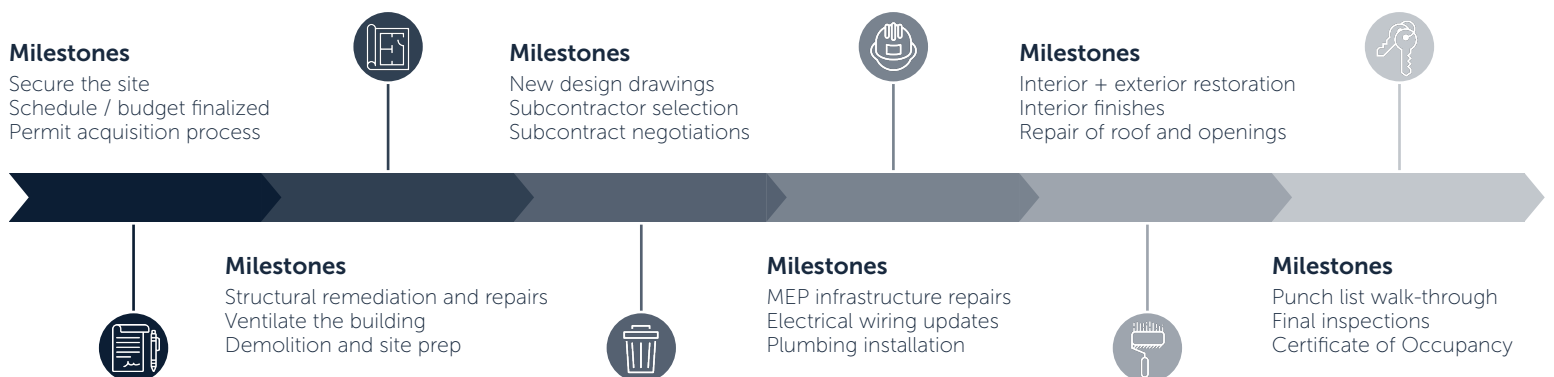 Milestones
Secure the site
Schedule / budget finalized
Permit acquisition process
Milestones
Structural remediation and repairs
Ventilate the building
Demolition and site prep
Milestones
New design drawings
Subcontractor selection
Subcontract negotiations
Milestones
MEP infrastructure repairs
Electrical wiring updates
Plumbing installation
Milestones
Interior + exterior restoration
Interior finishes
Repair of roof and openings
Milestones
Punch list walk-through
Final inspections
Certificate of Occupancy